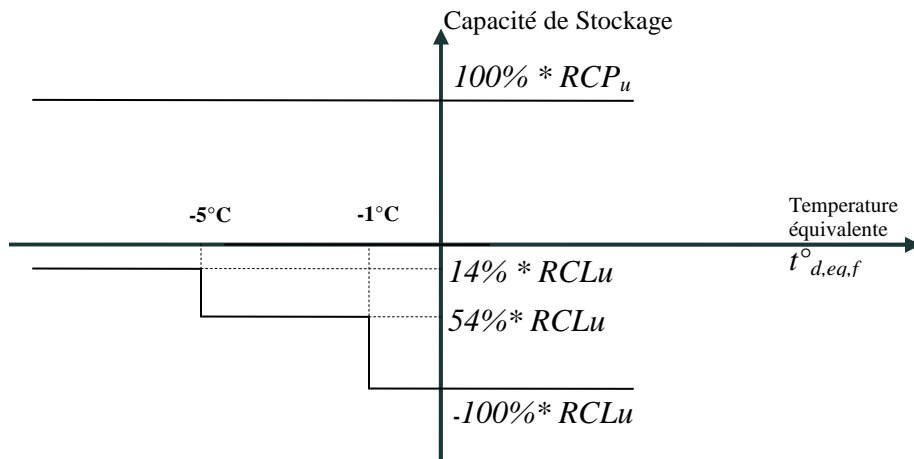 Capacité de Stockage
100% * RCPu
-5°C
-1°C
Temperature
équivalente
t°d,eq,f
14% * RCLu
54%* RCLu
-100%* RCLu